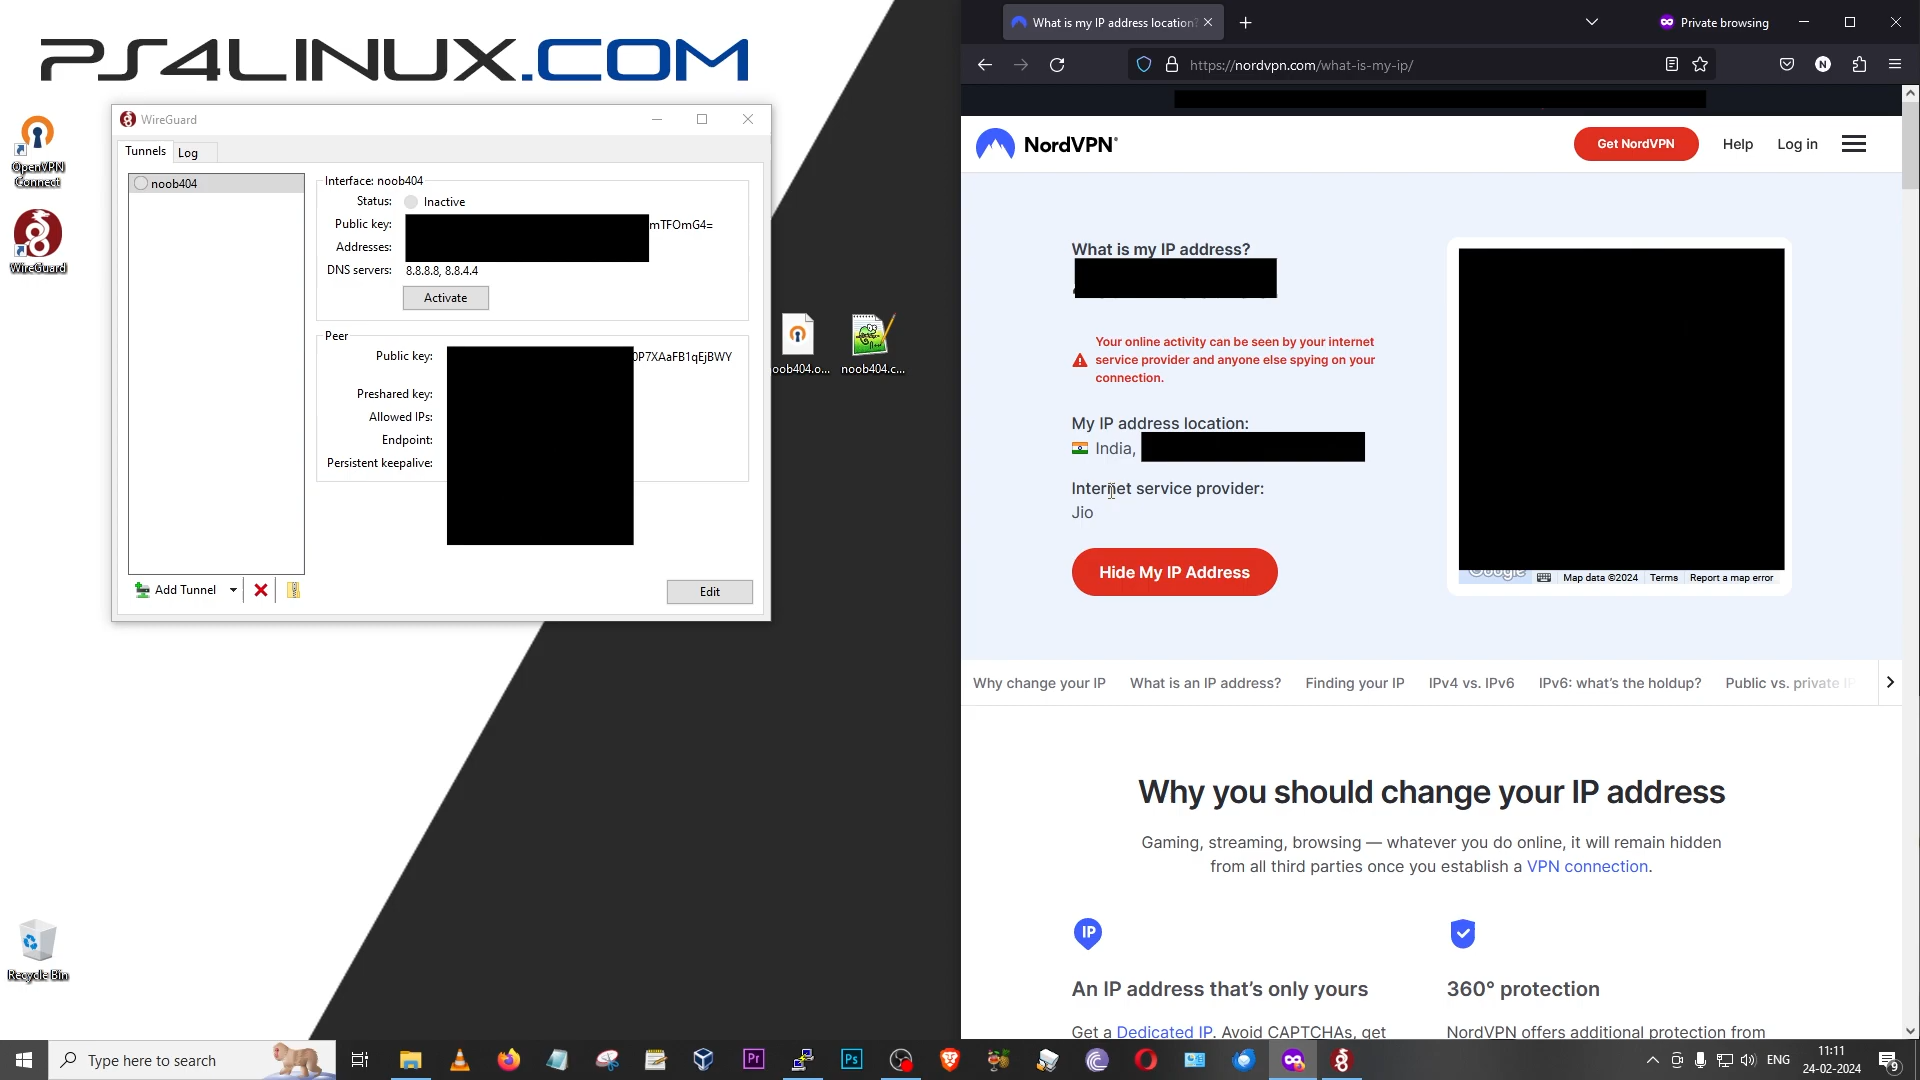 PS4LINUX.COM
OpenVPN
Connect
WireGuard
Recycle Bin
WireGuard
Tunnels
Log
noob404
Interface: noob404
Status:
Inactive
Public key:
mTFOmG4=
Addresses:
DNS servers:
8.8.8.8, 8.8.4.4
Activate
Peer
Public key:
0P7XAaFB1qEjBWY
Preshared key:
Allowed IPs:
Endpoint:
Persistent keepalive:
Add Tunnel
Edit
oob404.o...
noob404.c...
What is my IP address location?
Private browsing
https://nordvpn.com/what-is-my-ip/
N
NordVPN®
Get NordVPN
Help
Log in
What is my IP address?
Your online activity can be seen by your internet
service provider and anyone else spying on your
connection.
My IP address location:
India,
Internet service provider:
Jio
Hide My IP Address
Google
Map data ©2024
Terms
Report a map error
Why change your IP
What is an IP address?
Finding your IP
IPv4 vs. IPv6
IPv6: what's the holdup?
Public vs. private IP
Why you should change your IP address
Gaming, streaming, browsing — whatever you do online, it will remain hidden
from all third parties once you establish a VPN connection.
IP
An IP address that's only yours
Get a Dedicated IP. Avoid CAPTCHAs, get
360° protection
NordVPN offers additional protection from
Type here to search
Pr
Ps
ENG
11:11
24-02-2024
9